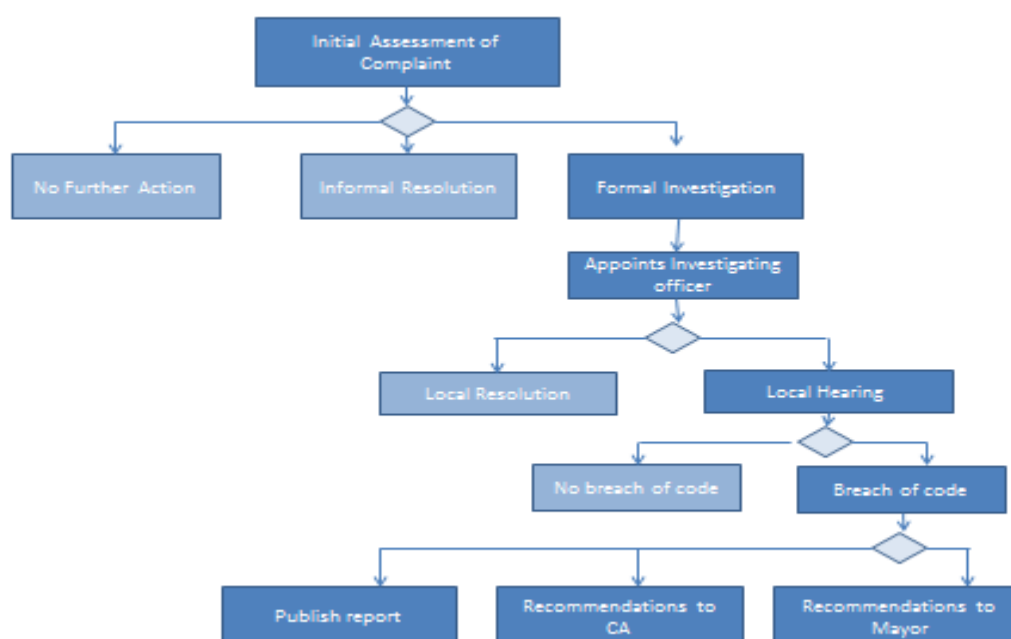 Initial Assessment of
Complaint
No Further Action
Informal Resolution
Formal Investigation
Appoints Investigating
officer
Local Resolution
Local Hearing
No breach of code
Breach of code
Publish report
Recommendations to
CA
Recommendations to
Mayor